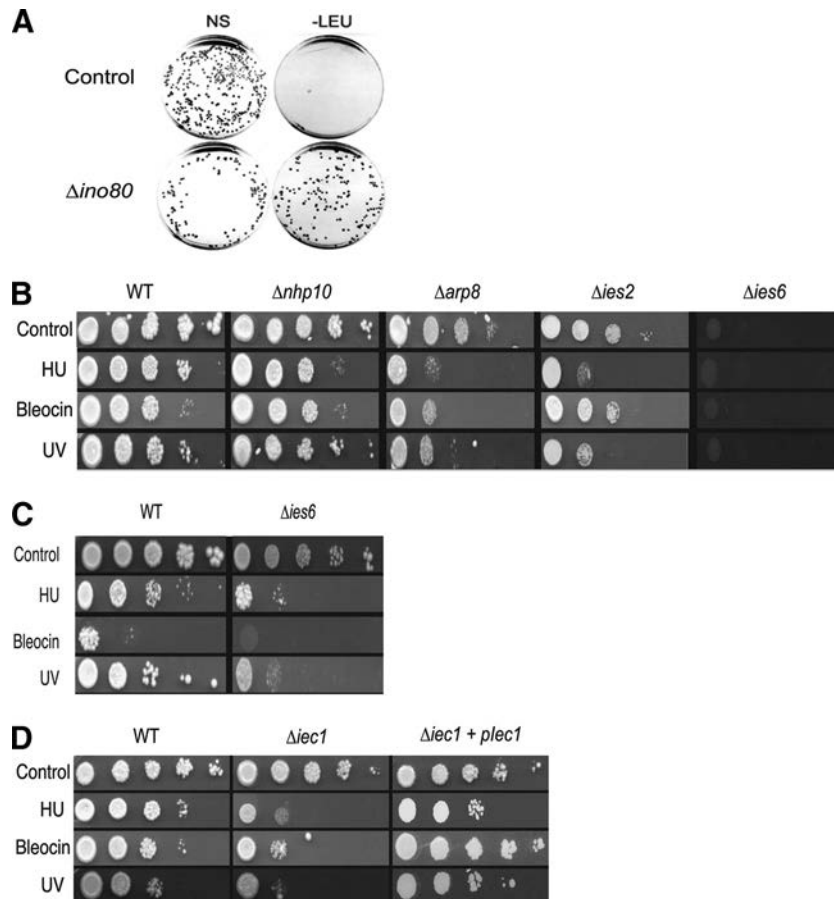 A
NS -LEU
Control
Δino80
B
WT Δnhp10 Δarp8 Δies2 Δies6
Control
HU
Bleocin
UV
C
WT Δies6
Control
HU
Bleocin
UV
D
WT Δiec1 Δiec1 + pIec1
Control
HU
Bleocin
UV